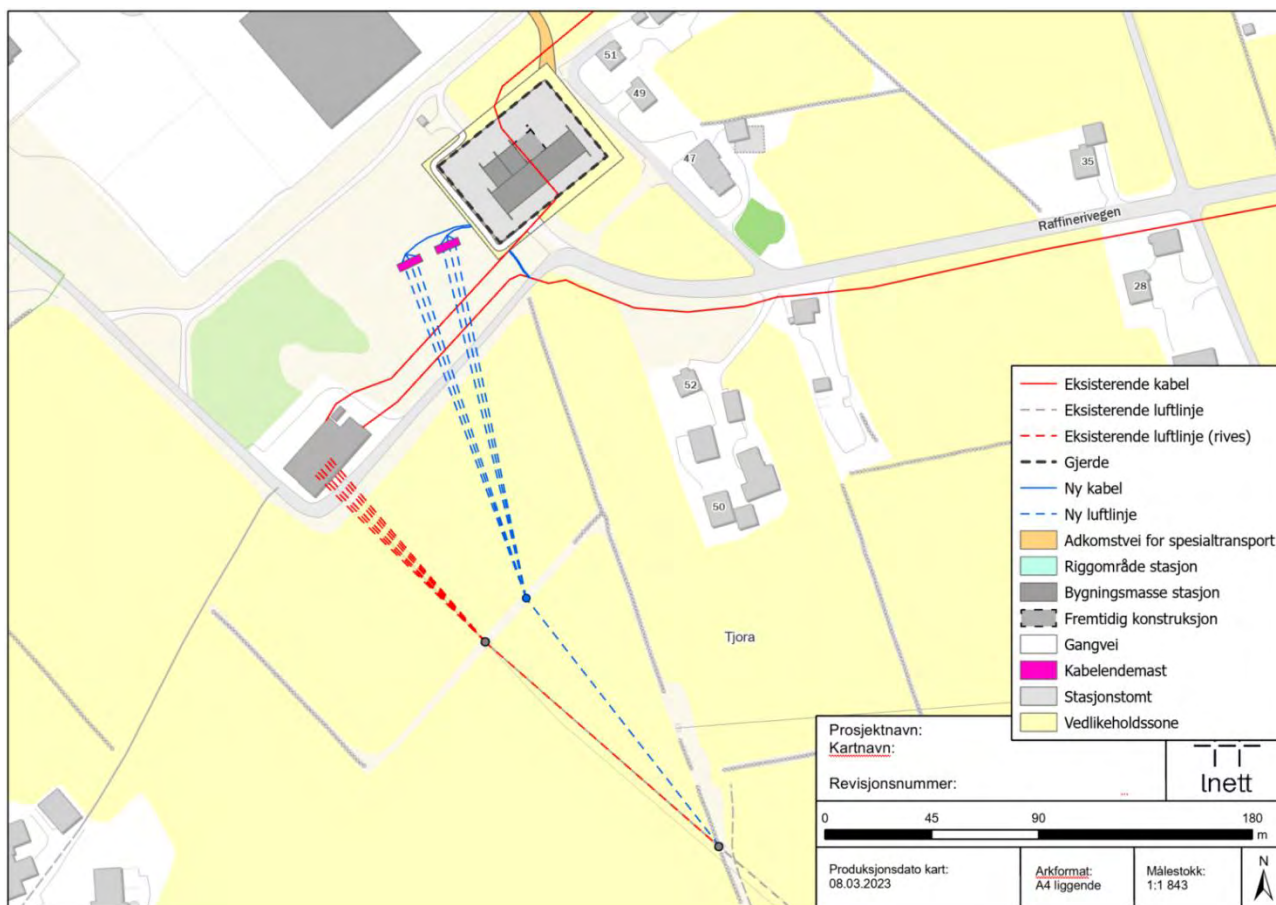 51
49
47
35
Raffinerivegen
28
52
50
Tjora
Eksisterende kabel
Eksisterende luftlinje
Eksisterende luftlinje (rives)
Gjerde
Ny kabel
Ny luftlinje
Adkomstvei for spesialtransport
Riggområde stasjon
Bygningsmasse stasjon
Fremtidig konstruksjon
Gangvei
Kabelendemast
Stasjonstomt
Vedlikeholdssone
Prosjektnavn:
Kartnavn:
Revisjonsnummer:
lnett
0 45 90 180
m
Produksjonsdato kart:
08.03.2023
Arkformat:
A4 liggende
Målestokk:
1:1 843
N